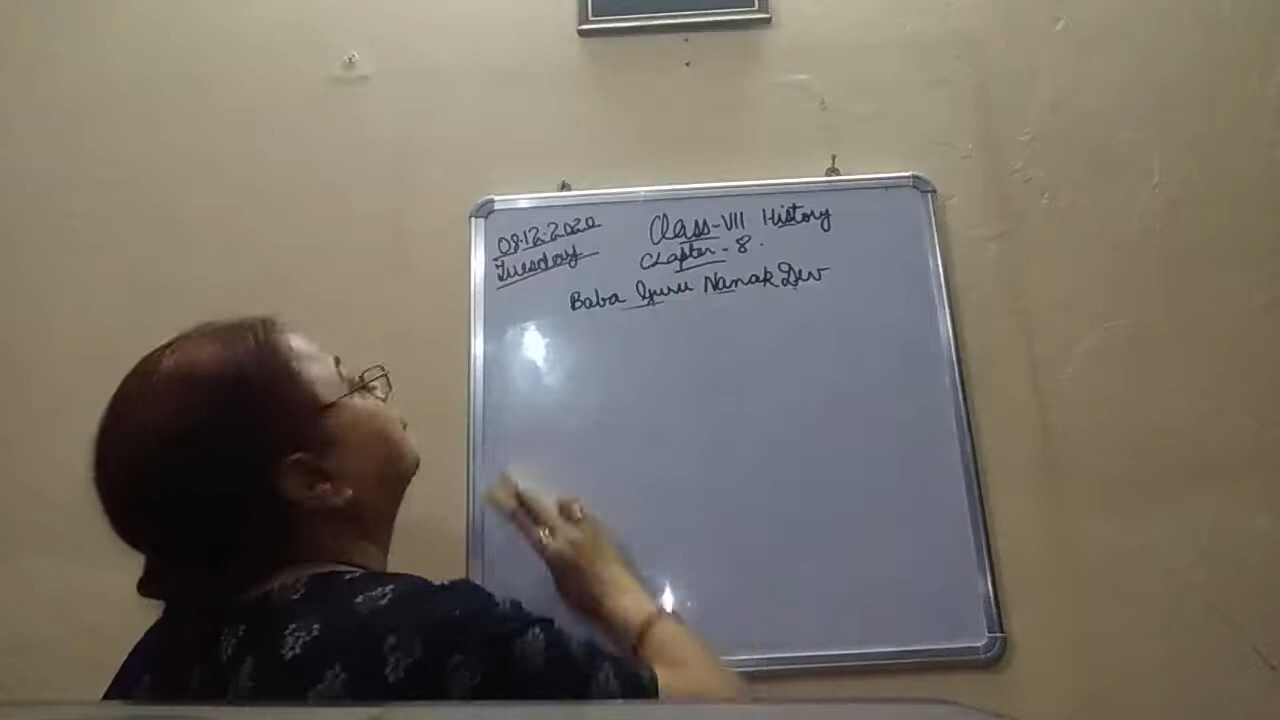 08.12.2020
Tuesday
Class-VII History
Chapter - 8.
Baba Guru Nanak Dev